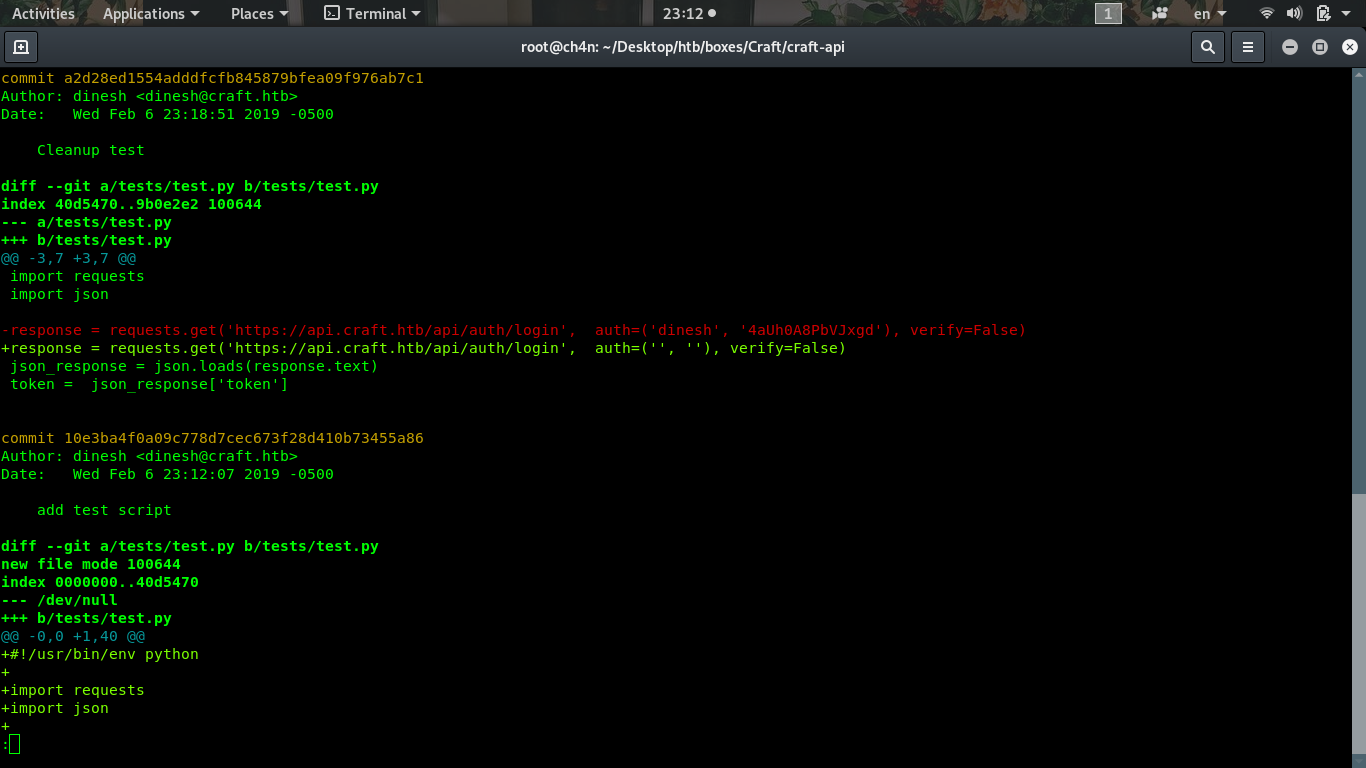 Activities Applications Places Terminal 23:12 1 en
root@ch4n: ~/Desktop/htb/boxes/Craft/craft-api
commit a2d28ed1554adddfcfb845879bfea09f976ab7c1
Author: dinesh <dinesh@craft.htb>
Date:   Wed Feb 6 23:18:51 2019 -0500
    Cleanup test
diff --git a/tests/test.py b/tests/test.py
index 40d5470..9b0e2e2 100644
--- a/tests/test.py
+++ b/tests/test.py
@@ -3,7 +3,7 @@
 import requests
 import json
-response = requests.get('https://api.craft.htb/api/auth/login',  auth=('dinesh', '4aUh0A8PbVJxgd'), verify=False)
+response = requests.get('https://api.craft.htb/api/auth/login',  auth=('', ''), verify=False)
 json_response = json.loads(response.text)
 token =  json_response['token']
commit 10e3ba4f0a09c778d7cec673f28d410b73455a86
Author: dinesh <dinesh@craft.htb>
Date:   Wed Feb 6 23:12:07 2019 -0500
    add test script
diff --git a/tests/test.py b/tests/test.py
new file mode 100644
index 0000000..40d5470
--- /dev/null
+++ b/tests/test.py
@@ -0,0 +1,40 @@
+#!/usr/bin/env python
+
+import requests
+import json
+
: